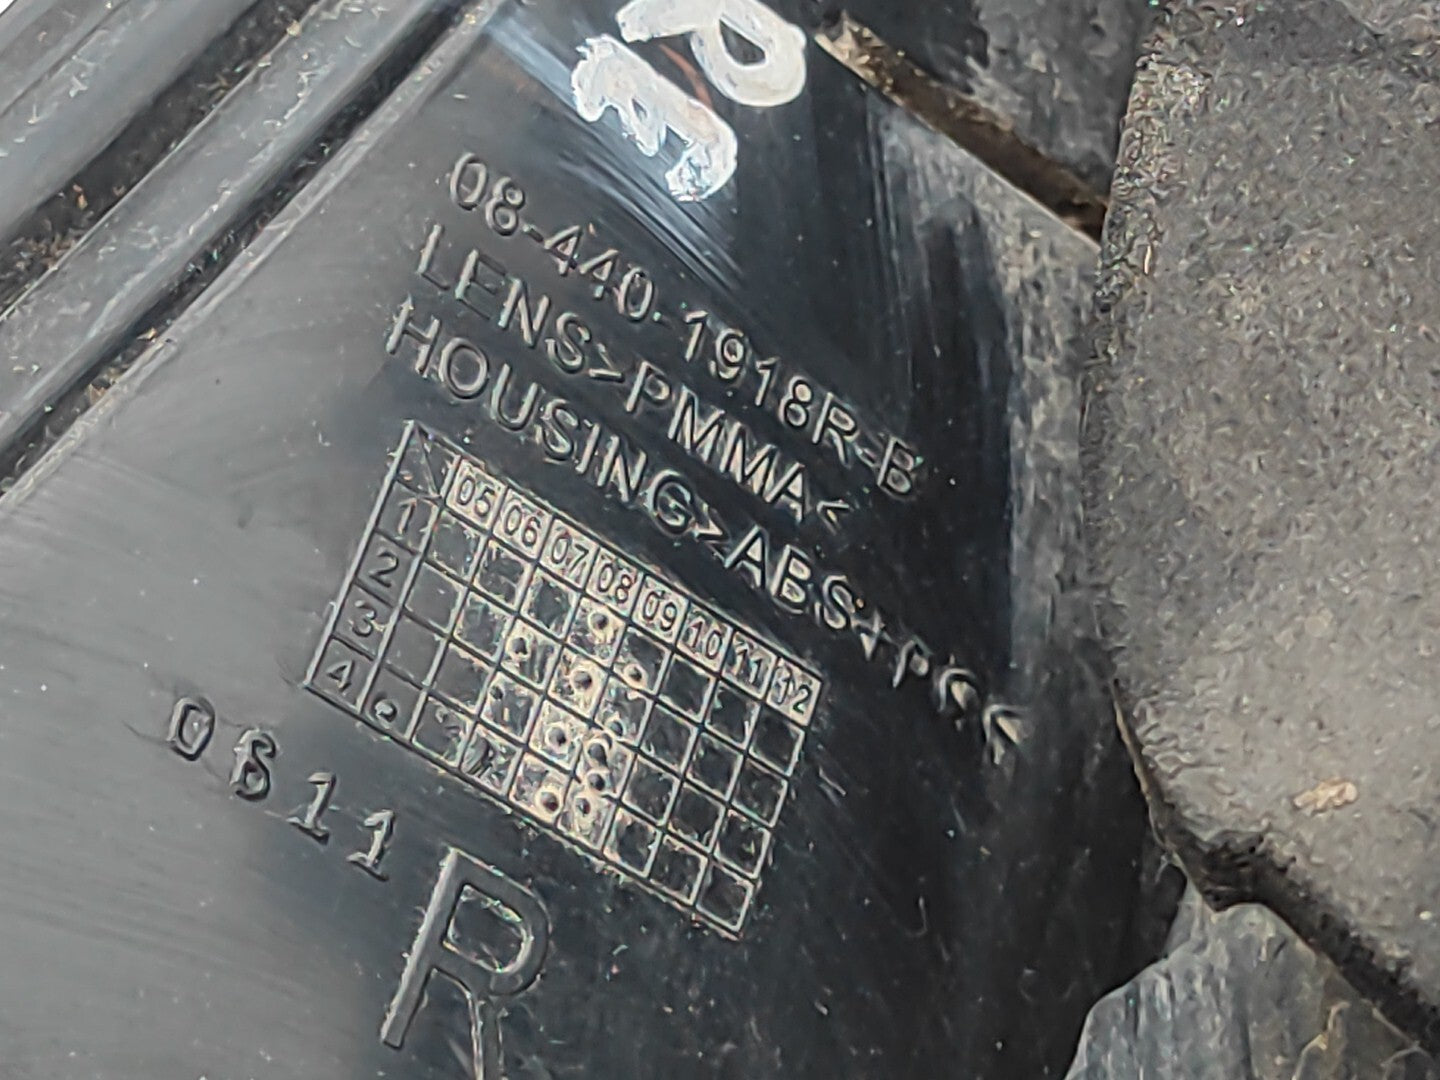 08-440-1918R-B
LENS>PMMA<
HOUSING>ABS+PC<
05 06 07 08 09 10 11 12
1
2
3
4
0611
R